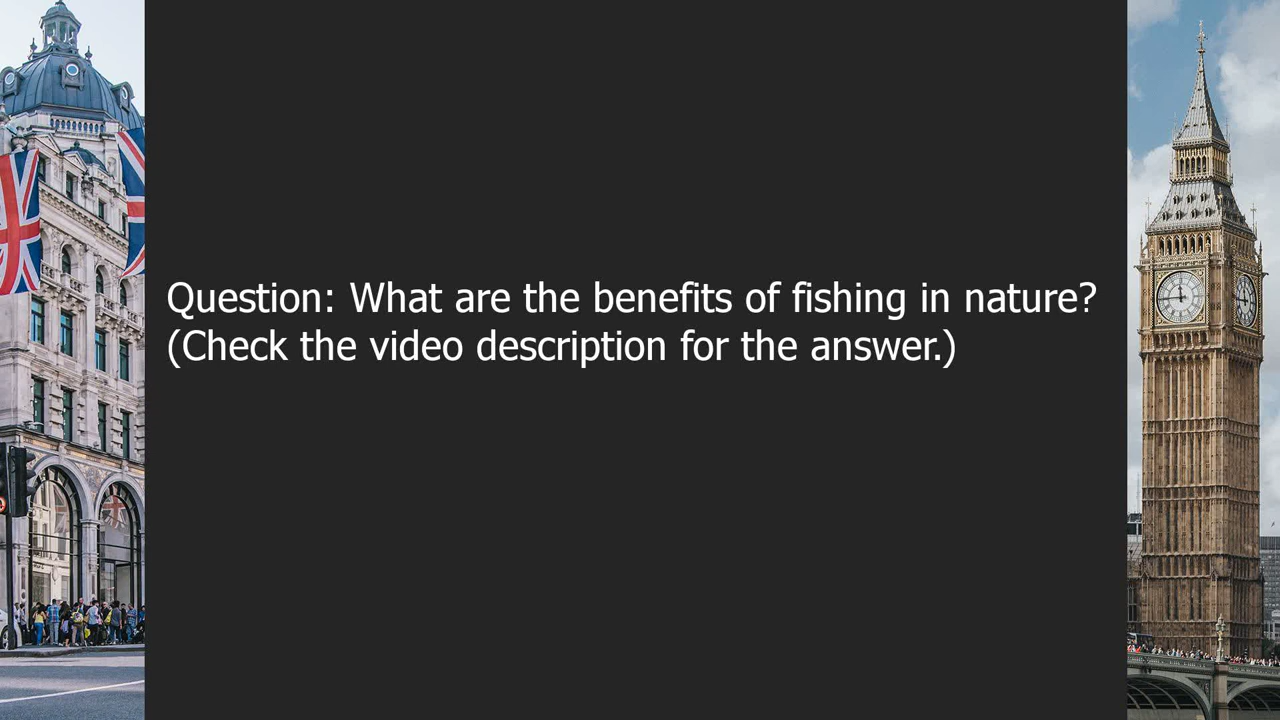 Question: What are the benefits of fishing in nature?
(Check the video description for the answer.)